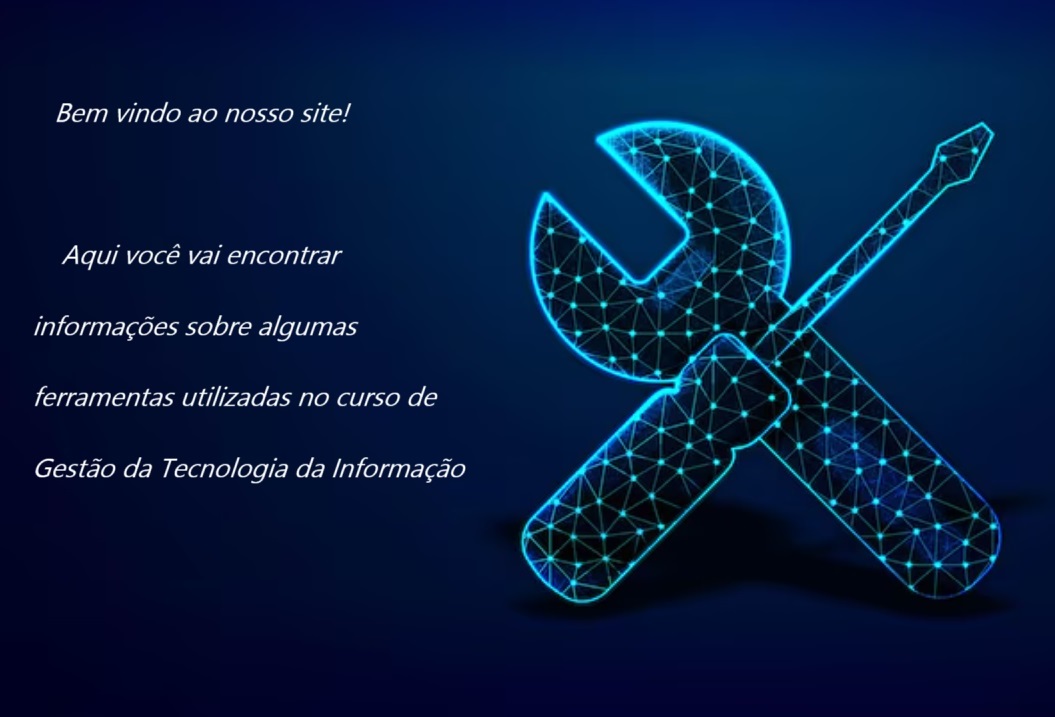 Bem vindo ao nosso site!
Aqui você vai encontrar
informações sobre algumas
ferramentas utilizadas no curso de
Gestão da Tecnologia da Informação